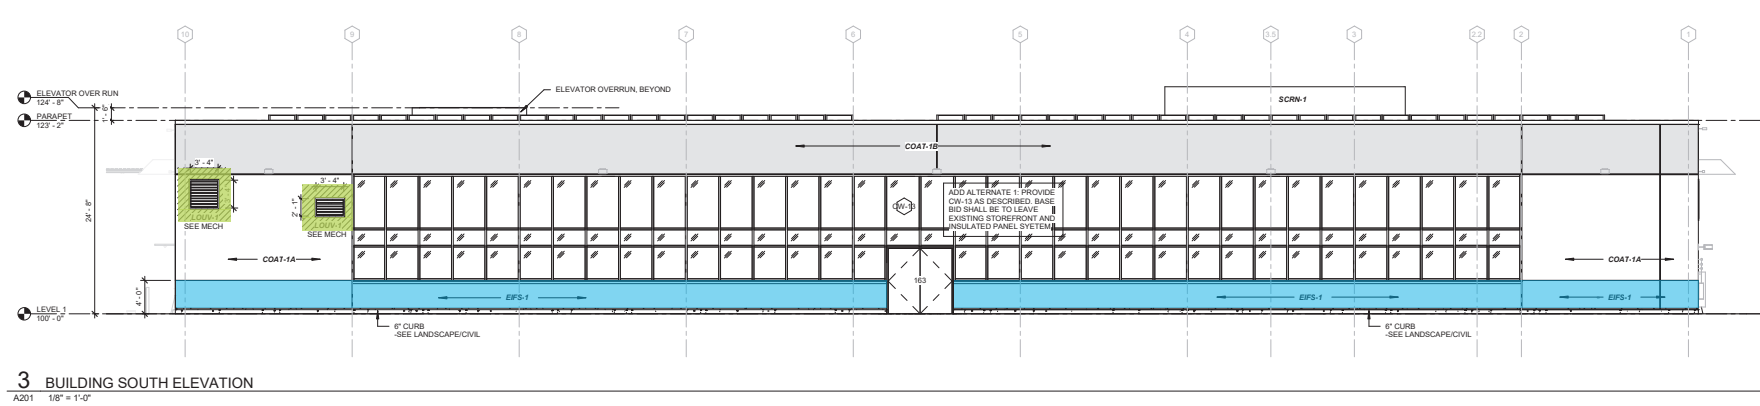 10 9 8 7 6 5 4 3.5 3 2.2 2 1
ELEVATOR OVER RUN
124' - 8"
PARAPET
123' - 2"
1' - 6"
ELEVATOR OVERRUN, BEYOND
SCRN-1
COAT-1B
3' - 4"
LOUV-1
SEE MECH
3' - 4"
2' - 1"
LOUV-1
SEE MECH
24' - 8"
CW-13
ADD ALTERNATE 1: PROVIDE
CW-13 AS DESCRIBED. BASE
BID SHALL BE TO LEAVE
EXISTING STOREFRONT AND
INSULATED PANEL SYETEM.
COAT-1A
COAT-1A
163
4' - 0"
EIFS-1
EIFS-1
EIFS-1
LEVEL 1
100' - 0"
6" CURB
-SEE LANDSCAPE/CIVIL
6" CURB
-SEE LANDSCAPE/CIVIL
3 BUILDING SOUTH ELEVATION
A201 1/8" = 1'-0"